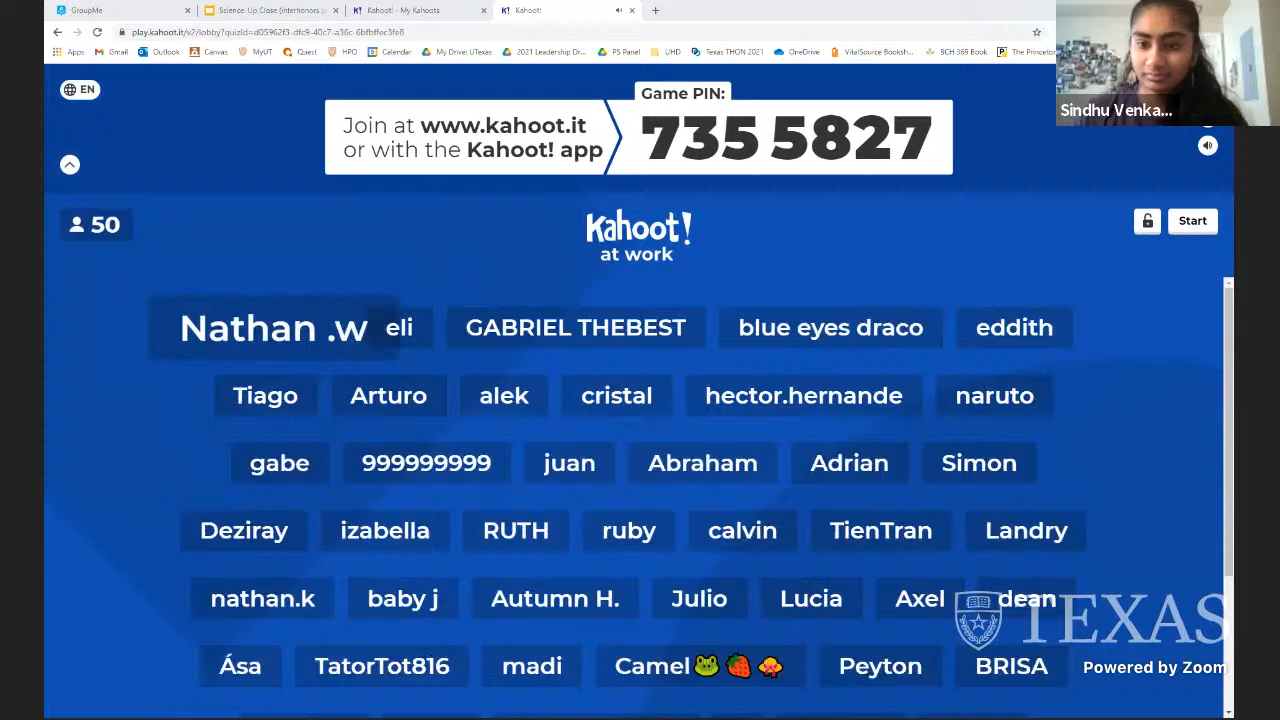 GroupMe
Science: Up Close (interhonors p
Kahoot! - My Kahoots
Kahoot!
play.kahoot.it/v2/lobby?quizId=d05962f3-dfc9-40c7-a36c-6bfbffec3fe8
Apps Gmail Outlook Canvas MyUT Quest HPO Calendar My Drive: UTexas 2021 Leadership Dr... PS Panel UHD Texas THON 2021 OneDrive VitalSource Booksh... BCH 369 Book The Princeton
Sindhu Venka...
EN
Game PIN:
Join at www.kahoot.it
or with the Kahoot! app
735 5827
50
Kahoot!
at work
Start
Nathan .w eli GABRIEL THEBEST blue eyes draco eddith
Tiago Arturo alek cristal hector.hernande naruto
gabe 999999999 juan Abraham Adrian Simon
Deziray izabella RUTH ruby calvin TienTran Landry
nathan.k baby j Autumn H. Julio Lucia Axel dean
TEXAS
Ása TatorTot816 madi Camel🐸🍓🏵️ Peyton BRISA
Powered by Zoom